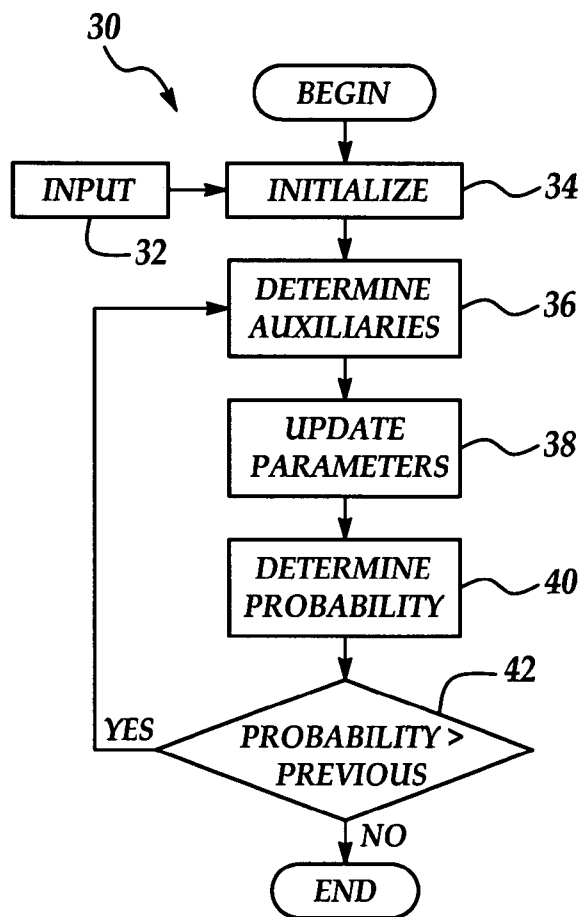 30
BEGIN
INPUT
32
INITIALIZE
34
DETERMINE
AUXILIARIES
36
UPDATE
PARAMETERS
38
DETERMINE
PROBABILITY
40
42
YES
PROBABILITY >
PREVIOUS
NO
END